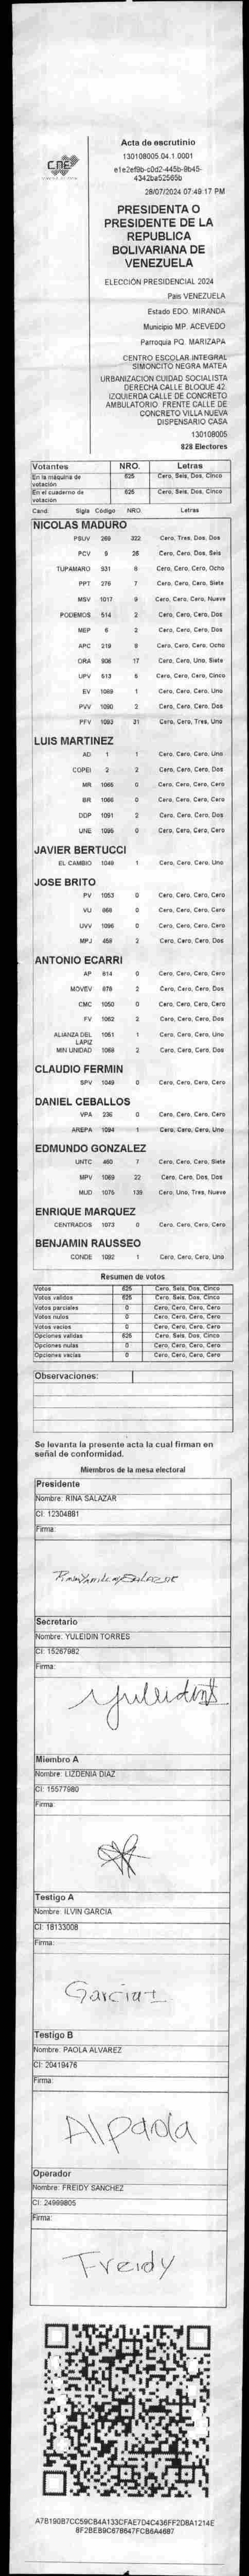 CNE
Acta de escrutinio
130108005.04.1.0001
e1e2ef8b-c0d2-445b-9b45-
4342ba52565b
28/07/2024 07:49:17 PM
PRESIDENTA O
PRESIDENTE DE LA
REPUBLICA
BOLIVARIANA DE
VENEZUELA
ELECCIÓN PRESIDENCIAL 2024
Pais VENEZUELA
Estado EDO. MIRANDA
Municipio MP. ACEVEDO
Parroquia PQ. MARIZAPA
CENTRO ESCOLAR INTEGRAL
SIMONCITO NEGRA MATEA
URBANIZACION CUIDAD SOCIALISTA
DERECHA CALLE BLOQUE 42.
IZQUIERDA CALLE DE CONCRETO
AMBULATORIO. FRENTE CALLE DE
CONCRETO VILLA NUEVA
DISPENSARIO CASA
130108005
828 Electores
Votantes NRO. Letras
En la máquina de votación 625 Cero, Seis, Dos, Cinco
En el cuaderno de votación 625 Cero, Seis, Dos, Cinco
Cand. Sigla Código NRO. Letras
NICOLAS MADURO
PSUV 269 322 Cero, Tres, Dos, Dos
PCV 9 26 Cero, Cero, Dos, Seis
TUPAMARO 531 8 Cero, Cero, Cero, Ocho
PPT 276 7 Cero, Cero, Cero, Siete
MSV 1017 9 Cero, Cero, Cero, Nueve
PODEMOS 514 2 Cero, Cero, Cero, Dos
MEP 6 2 Cero, Cero, Cero, Dos
APC 219 8 Cero, Cero, Cero, Ocho
ORA 906 17 Cero, Cero, Uno, Siete
UPV 613 5 Cero, Cero, Cero, Cinco
EV 1089 1 Cero, Cero, Cero, Uno
PVV 1090 2 Cero, Cero, Cero, Dos
PFV 1093 31 Cero, Cero, Tres, Uno
LUIS MARTINEZ
AD 1 1 Cero, Cero, Cero, Uno
COPEI 2 2 Cero, Cero, Cero, Dos
MR 1065 0 Cero, Cero, Cero, Cero
BR 1066 0 Cero, Cero, Cero, Cero
DDP 1091 2 Cero, Cero, Cero, Dos
UNE 1095 0 Cero, Cero, Cero, Cero
JAVIER BERTUCCI
EL CAMBIO 1049 1 Cero, Cero, Cero, Uno
JOSE BRITO
PV 1053 0 Cero, Cero, Cero, Cero
VU 866 0 Cero, Cero, Cero, Cero
UVV 1096 0 Cero, Cero, Cero, Cero
MPJ 458 2 Cero, Cero, Cero, Dos
ANTONIO ECARRI
AP 814 0 Cero, Cero, Cero, Cero
MOVEV 878 2 Cero, Cero, Cero, Dos
CMC 1050 0 Cero, Cero, Cero, Cero
FV 1062 2 Cero, Cero, Cero, Dos
ALIANZA DEL LAPIZ 1051 1 Cero, Cero, Cero, Uno
MIN UNIDAD 1068 2 Cero, Cero, Cero, Dos
CLAUDIO FERMIN
SPV 1049 0 Cero, Cero, Cero, Cero
DANIEL CEBALLOS
VPA 236 0 Cero, Cero, Cero, Cero
AREPA 1094 1 Cero, Cero, Cero, Uno
EDMUNDO GONZALEZ
UNTC 460 7 Cero, Cero, Cero, Siete
MPV 1069 22 Cero, Cero, Dos, Dos
MUD 1075 139 Cero, Uno, Tres, Nueve
ENRIQUE MARQUEZ
CENTRADOS 1073 0 Cero, Cero, Cero, Cero
BENJAMIN RAUSSEO
CONDE 1092 1 Cero, Cero, Cero, Uno
Resumen de votos
Votos 625 Cero, Seis, Dos, Cinco
Votos validos 625 Cero, Seis, Dos, Cinco
Votos parciales 0 Cero, Cero, Cero, Cero
Votos nulos 0 Cero, Cero, Cero, Cero
Votos vacios 0 Cero, Cero, Cero, Cero
Opciones validas 625 Cero, Seis, Dos, Cinco
Opciones nulas 0 Cero, Cero, Cero, Cero
Opciones vacias 0 Cero, Cero, Cero, Cero
Observaciones:
Se levanta la presente acta la cual firman en
señal de conformidad.
Miembros de la mesa electoral
Presidente
Nombre: RINA SALAZAR
CI: 12304881
Firma:
Secretario
Nombre: YULEIDIN TORRES
CI: 15267982
Firma:
Miembro A
Nombre: LIZDENIA DIAZ
CI: 15577980
Firma:
Testigo A
Nombre: ILVIN GARCIA
CI: 18133008
Firma:
Garcia I
Testigo B
Nombre: PAOLA ALVAREZ
CI: 20419476
Firma:
Alpaola
Operador
Nombre: FREIDY SANCHEZ
CI: 24999805
Firma:
Freidy
A7B190B7CC59CB4A133CFAE7D4C436FF2D8A1214E
8F2BEB9C678647FCB6A4687